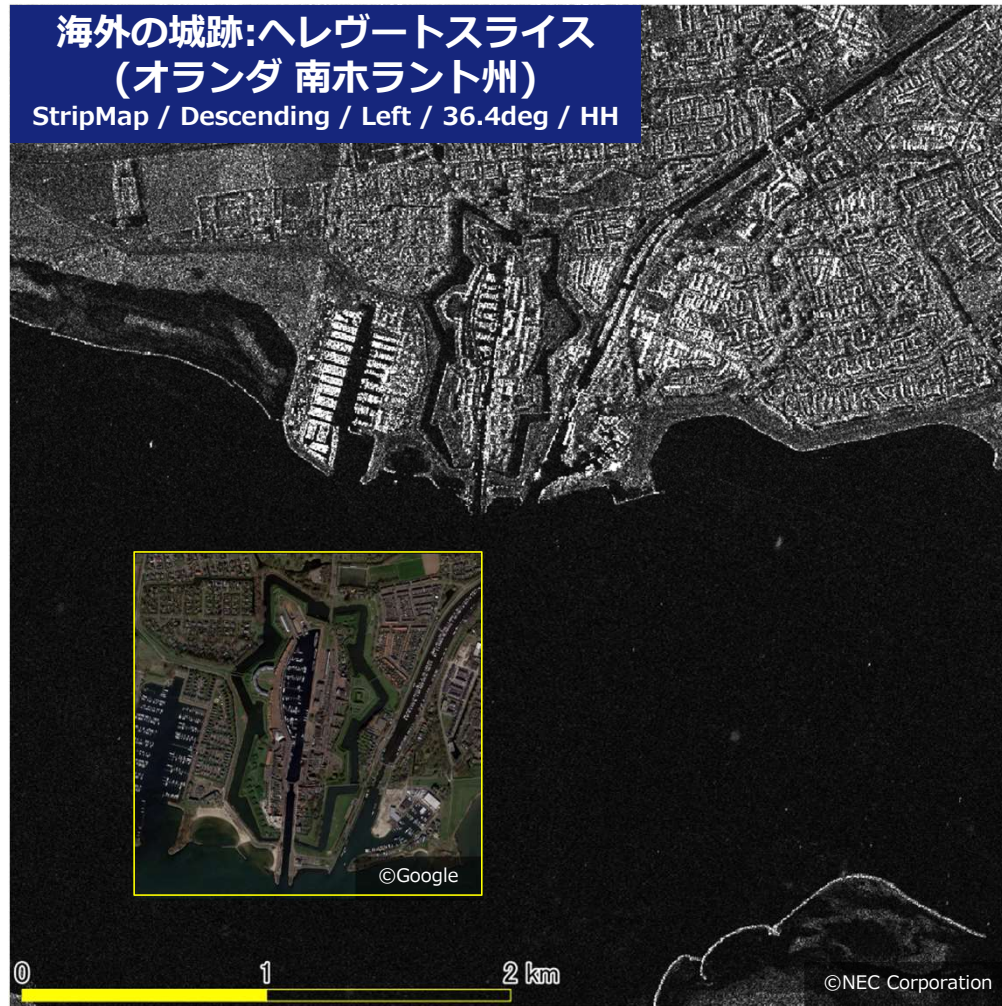 海外の城跡:ヘレヴートスライス
(オランダ 南ホラント州)
StripMap / Descending / Left / 36.4deg / HH
©Google
0 1 2 km
©NEC Corporation